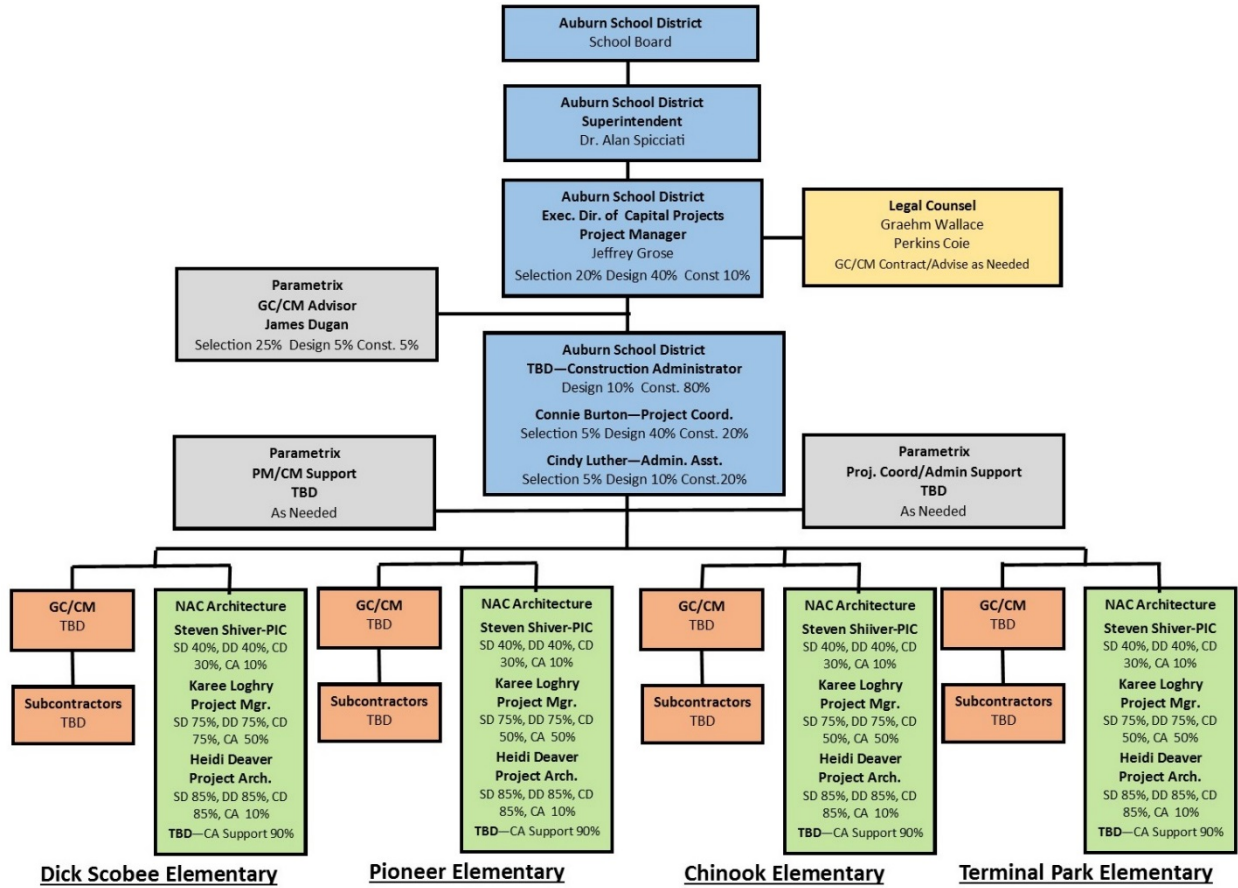 Auburn School District
School Board
Auburn School District
Superintendent
Dr. Alan Spicciati
Auburn School District
Exec. Dir. of Capital Projects
Project Manager
Jeffrey Grose
Selection 20% Design 40% Const 10%
Legal Counsel
Graehm Wallace
Perkins Coie
GC/CM Contract/Advise as Needed
Parametrix
GC/CM Advisor
James Dugan
Selection 25% Design 5% Const. 5%
Auburn School District
TBD—Construction Administrator
Design 10% Const. 80%
Connie Burton—Project Coord.
Selection 5% Design 40% Const. 20%
Cindy Luther—Admin. Asst.
Selection 5% Design 10% Const.20%
Parametrix
PM/CM Support
TBD
As Needed
Parametrix
Proj. Coord/Admin Support
TBD
As Needed
GC/CM
TBD
Subcontractors
TBD
NAC Architecture
Steven Shiver-PIC
SD 40%, DD 40%, CD
30%, CA 10%
Karee Loghry
Project Mgr.
SD 75%, DD 75%, CD
75%, CA 50%
Heidi Deaver
Project Arch.
SD 85%, DD 85%, CD
85%, CA 10%
TBD—CA Support 90%
Dick Scobee Elementary
GC/CM
TBD
Subcontractors
TBD
NAC Architecture
Steven Shiver-PIC
SD 40%, DD 40%, CD
30%, CA 10%
Karee Loghry
Project Mgr.
SD 75%, DD 75%, CD
50%, CA 50%
Heidi Deaver
Project Arch.
SD 85%, DD 85%, CD
85%, CA 10%
TBD—CA Support 90%
Pioneer Elementary
GC/CM
TBD
Subcontractors
TBD
NAC Architecture
Steven Shiiver-PIC
SD 40%, DD 40%, CD
30%, CA 10%
Karee Loghry
Project Mgr.
SD 75%, DD 75%, CD
50%, CA 50%
Heidi Deaver
Project Arch.
SD 85%, DD 85%, CD
85%, CA 10%
TBD—CA Support 90%
Chinook Elementary
GC/CM
TBD
Subcontractors
TBD
NAC Architecture
Steven Shiver-PIC
SD 40%, DD 40%, CD
30%, CA 10%
Karee Loghry
Project Mgr.
SD 75%, DD 75%, CD
50%, CA 50%
Heidi Deaver
Project Arch.
SD 85%, DD 85%, CD
85%, CA 10%
TBD—CA Support 90%
Terminal Park Elementary